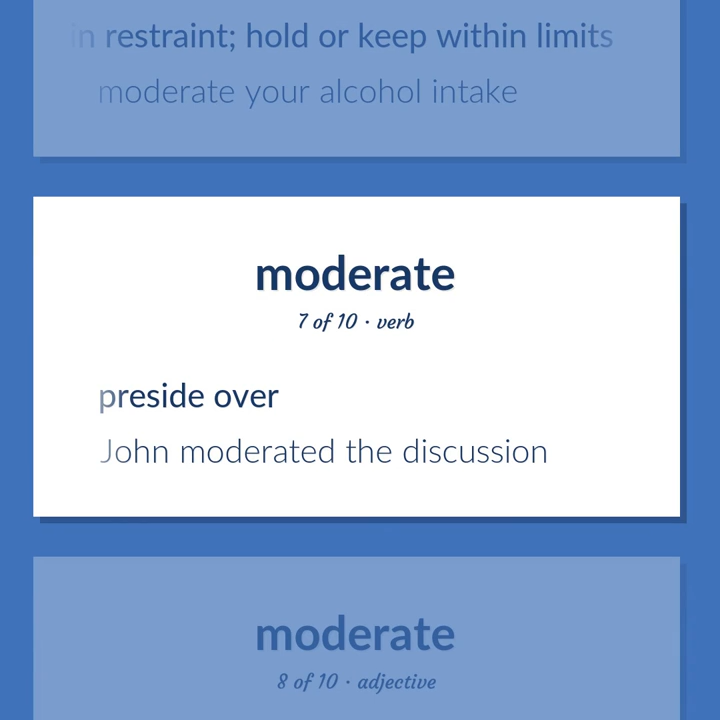 in restraint; hold or keep within limits
moderate your alcohol intake
moderate
7 of 10 · verb
preside over
John moderated the discussion
moderate
8 of 10 · adjective